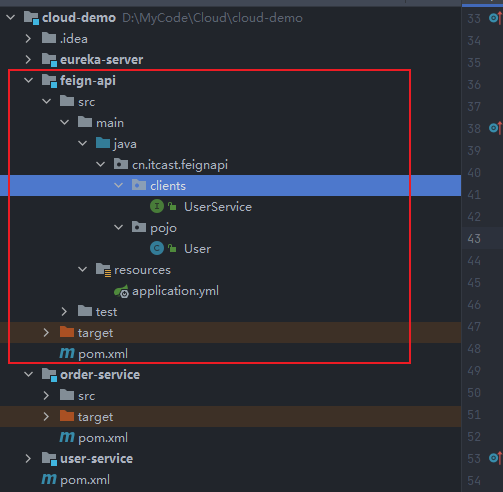 cloud-demo D:\MyCode\Cloud\cloud-demo
.idea
eureka-server
feign-api
src
main
java
cn.itcast.feignapi
clients
UserService
pojo
User
resources
application.yml
test
target
pom.xml
order-service
src
target
pom.xml
user-service
pom.xml
33
34
35
36
37
38
39
40
41
42
43
44
45
46
47
48
49
50
51
52
53
54